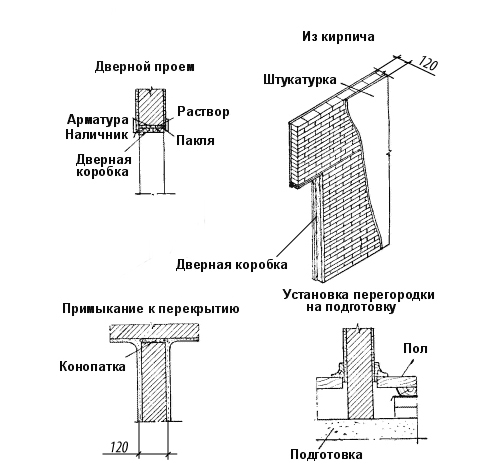 Из кирпича
120
Штукатурка
Дверной проем
Арматура
Раствор
Наличник
Пакля
Дверная
коробка
Дверная коробка
Примыкание к перекрытию
Конопатка
120
Установка перегородки
на подготовку
Пол
Подготовка